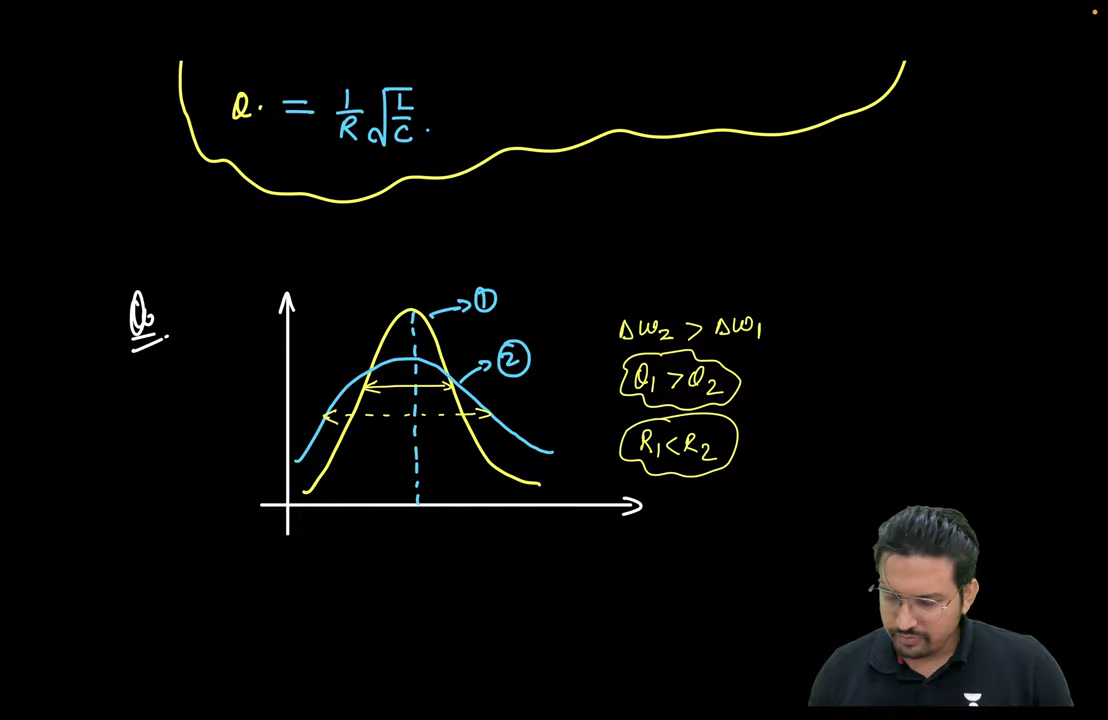 Q. = 1/R √(L/C).
Q.
①
②
Δω₂ > Δω₁
Q₁ > Q₂
R₁ < R₂